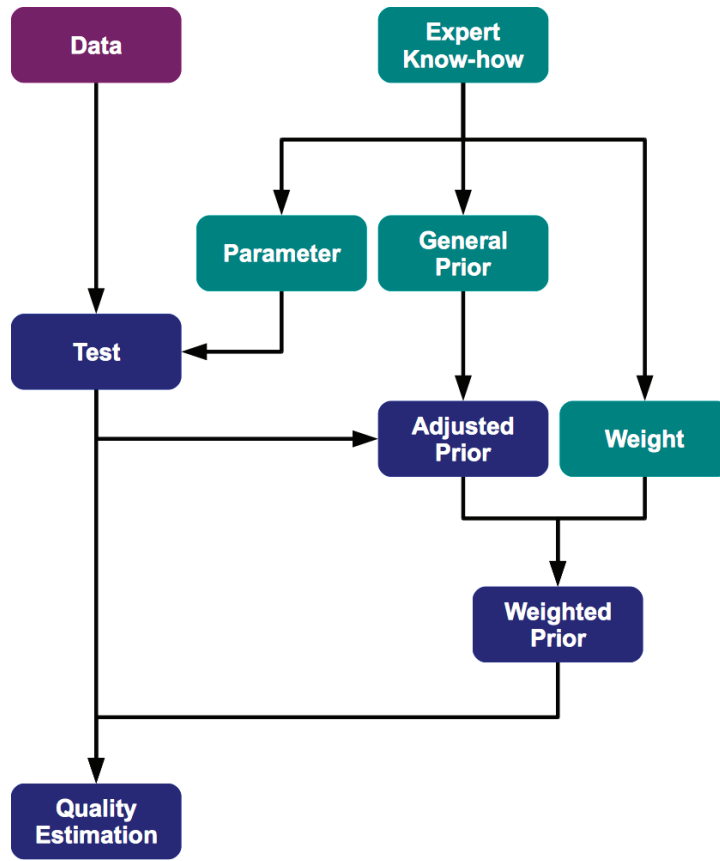 Data
Expert
Know-how
Parameter
General
Prior
Test
Adjusted
Prior
Weight
Weighted
Prior
Quality
Estimation